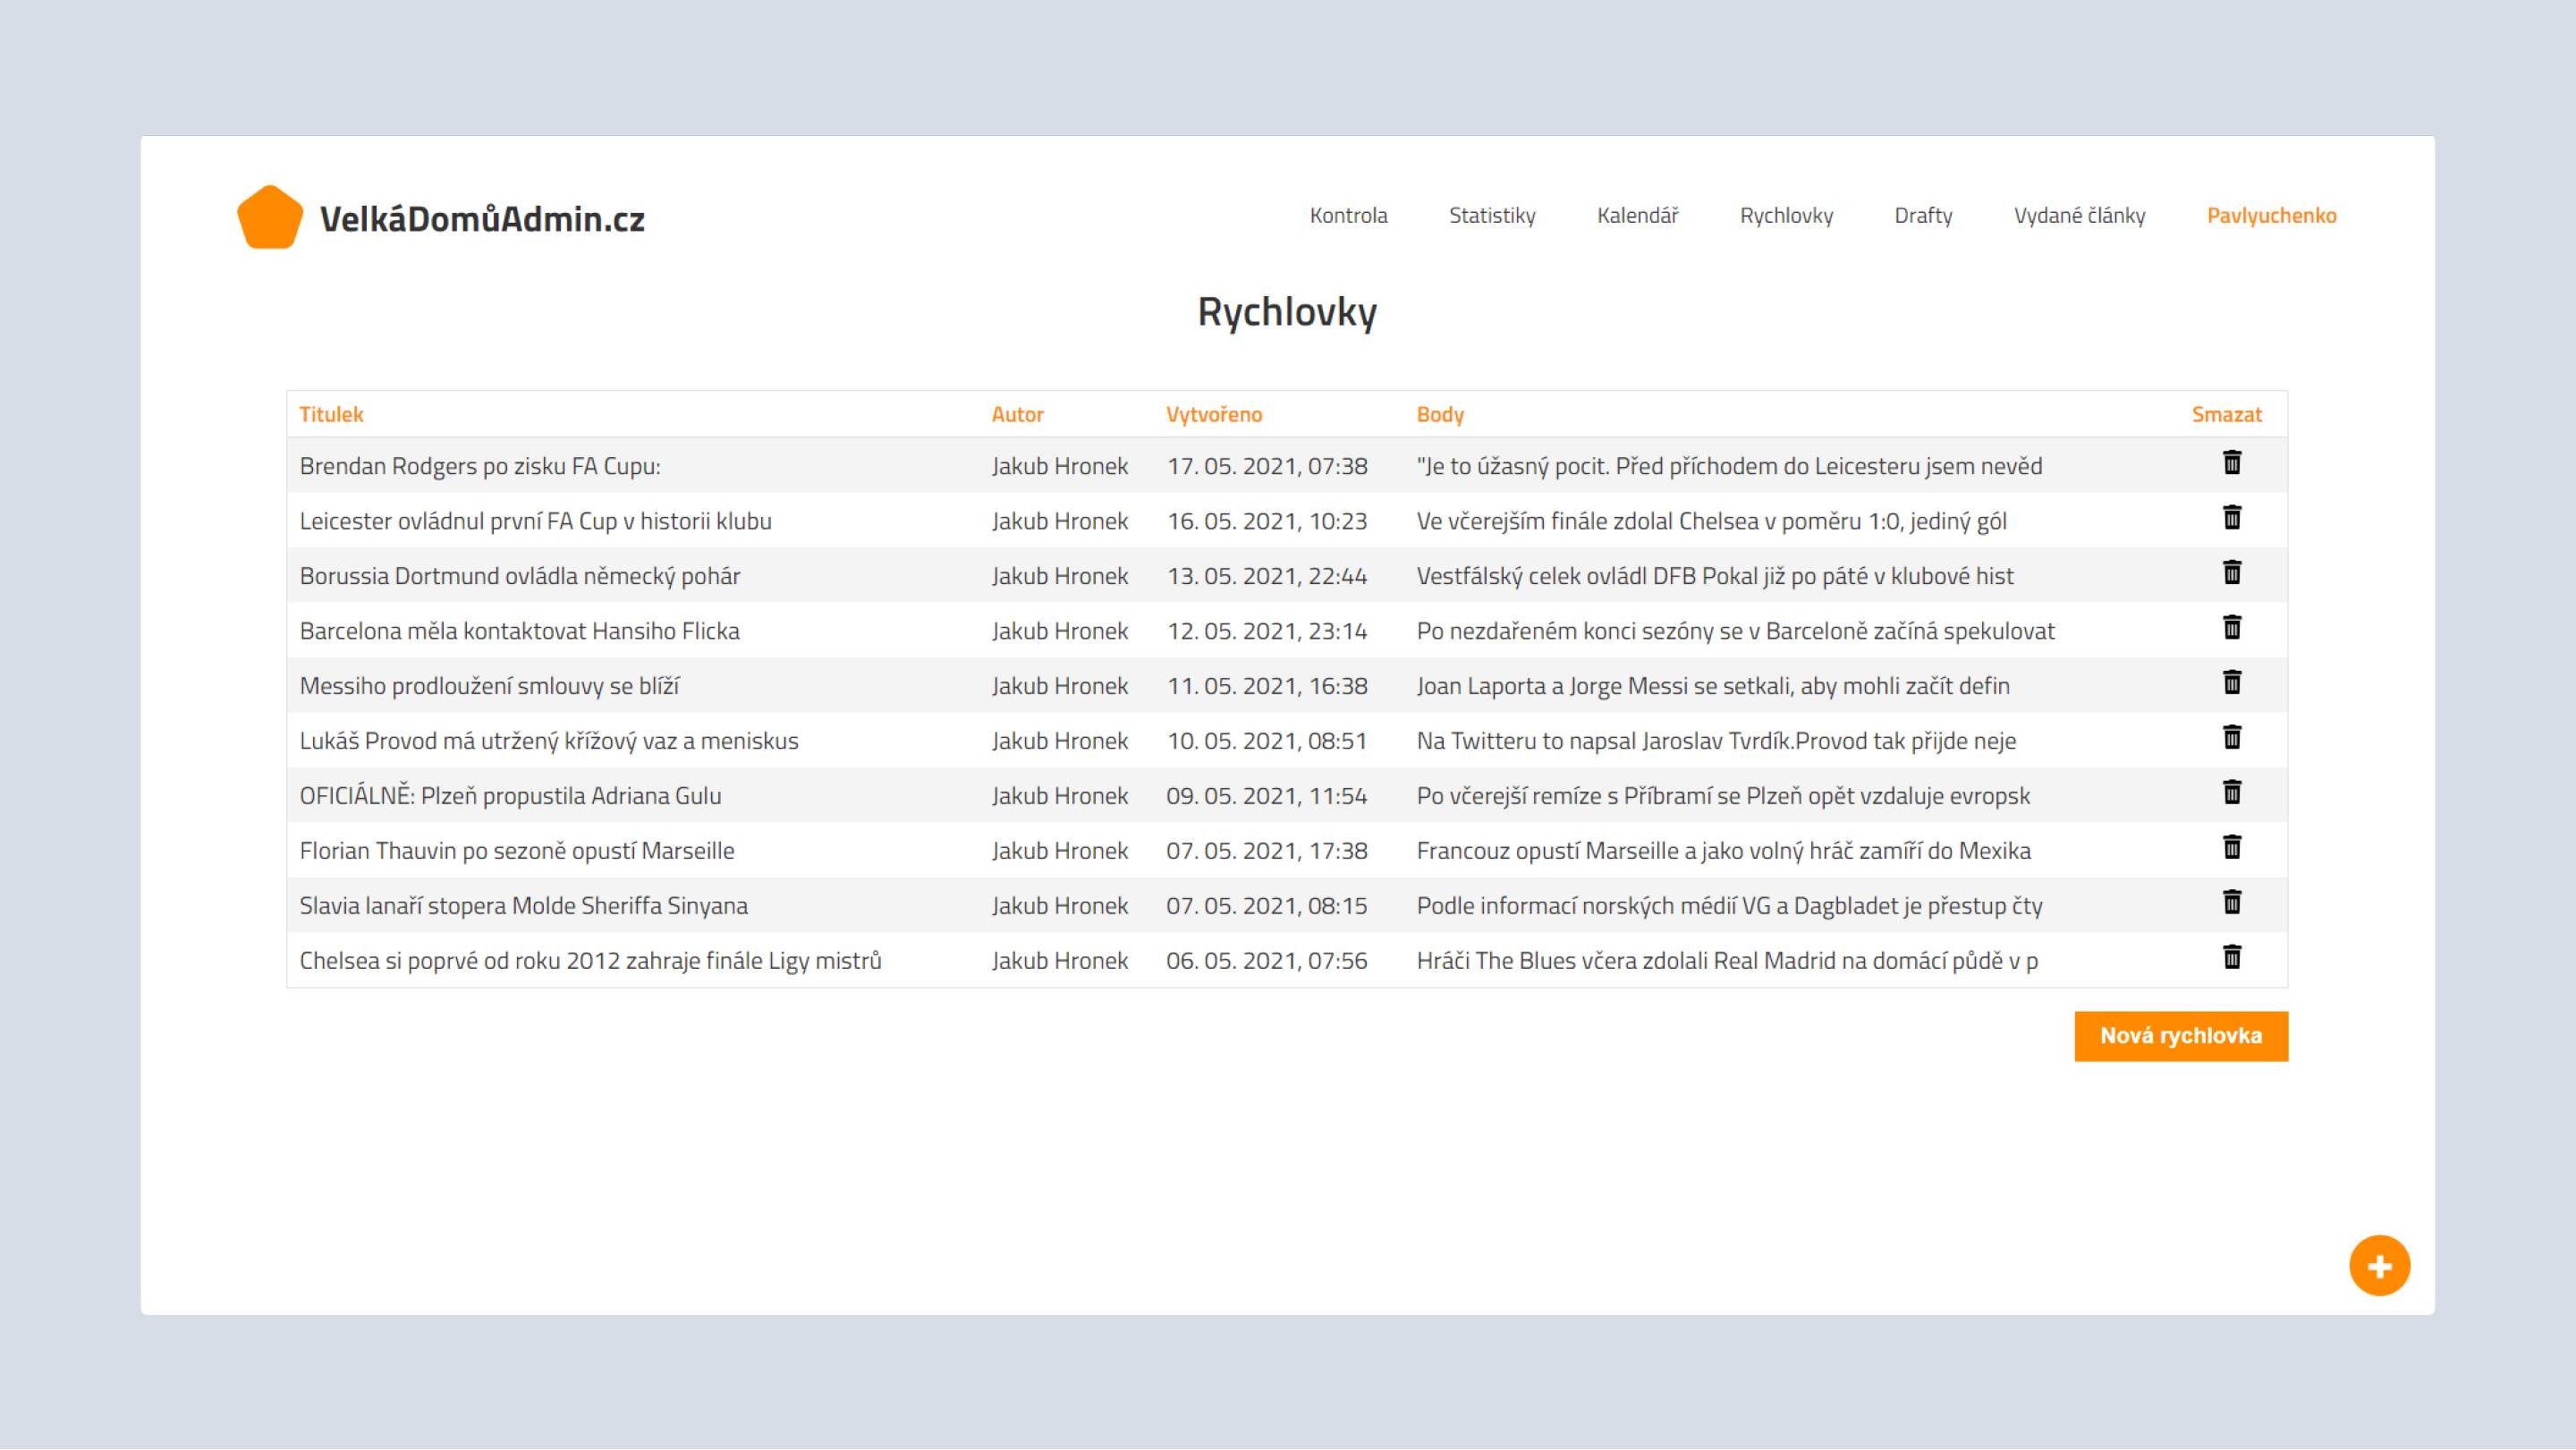 VelkáDomůAdmin.cz
Kontrola Statistiky Kalendář Rychlovky Drafty Vydané články Pavlyuchenko
Rychlovky
Titulek Autor Vytvořeno Body Smazat
Brendan Rodgers po zisku FA Cupu: Jakub Hronek 17. 05. 2021, 07:38 "Je to úžasný pocit. Před příchodem do Leicesteru jsem nevěd
Leicester ovládnul první FA Cup v historii klubu Jakub Hronek 16. 05. 2021, 10:23 Ve včerejším finále zdolal Chelsea v poměru 1:0, jediný gól
Borussia Dortmund ovládla německý pohár Jakub Hronek 13. 05. 2021, 22:44 Vestfálský celek ovládl DFB Pokal již po páté v klubové hist
Barcelona měla kontaktovat Hansiho Flicka Jakub Hronek 12. 05. 2021, 23:14 Po nezdařeném konci sezóny se v Barceloně začíná spekulovat
Messiho prodloužení smlouvy se blíží Jakub Hronek 11. 05. 2021, 16:38 Joan Laporta a Jorge Messi se setkali, aby mohli začít defin
Lukáš Provod má utržený křížový vaz a meniskus Jakub Hronek 10. 05. 2021, 08:51 Na Twitteru to napsal Jaroslav Tvrdík.Provod tak přijde neje
OFICIÁLNĚ: Plzeň propustila Adriana Gulu Jakub Hronek 09. 05. 2021, 11:54 Po včerejší remíze s Příbramí se Plzeň opět vzdaluje evropsk
Florian Thauvin po sezoně opustí Marseille Jakub Hronek 07. 05. 2021, 17:38 Francouz opustí Marseille a jako volný hráč zamíří do Mexika
Slavia lanaří stopera Molde Sheriffa Sinyana Jakub Hronek 07. 05. 2021, 08:15 Podle informací norských médií VG a Dagbladet je přestup čty
Chelsea si poprvé od roku 2012 zahraje finále Ligy mistrů Jakub Hronek 06. 05. 2021, 07:56 Hráči The Blues včera zdolali Real Madrid na domácí půdě v p
Nová rychlovka